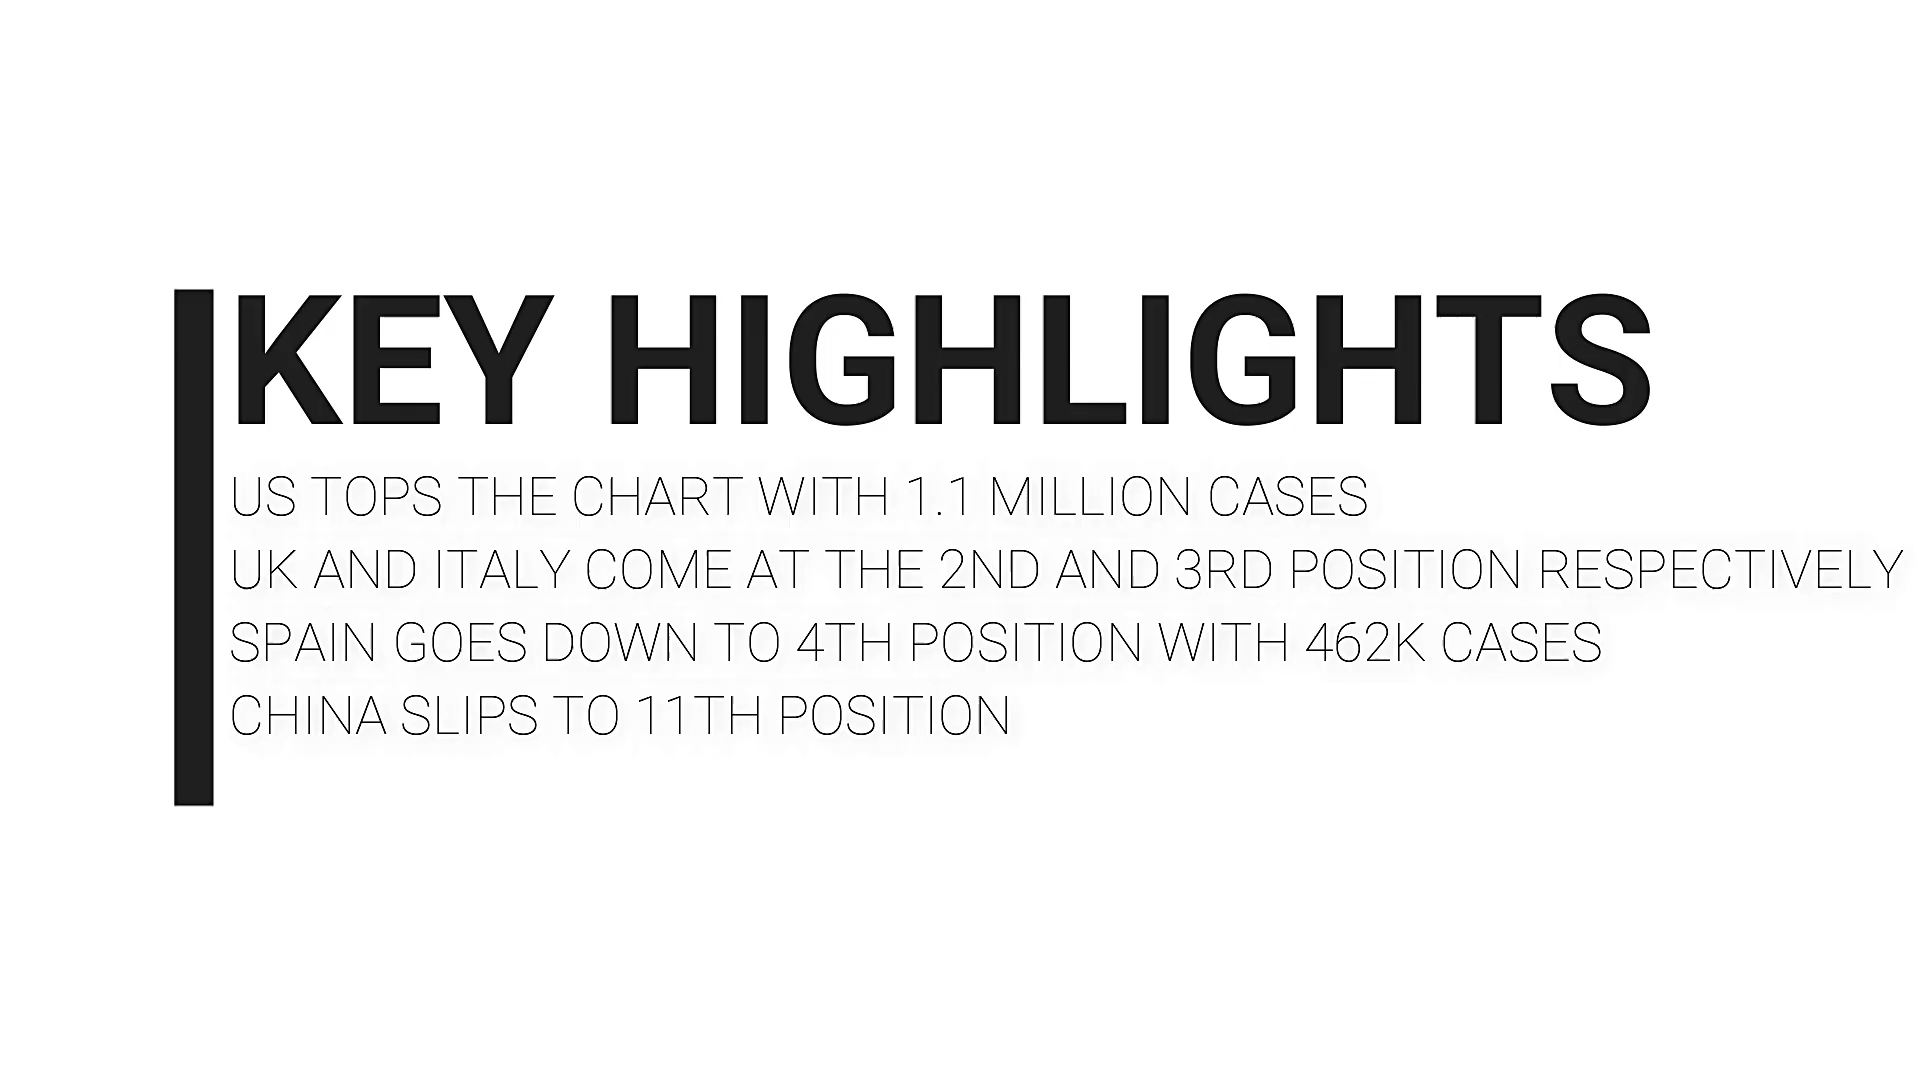 KEY HIGHLIGHTS
US TOPS THE CHART WITH 1.1 MILLION CASES
UK AND ITALY COME AT THE 2ND AND 3RD POSITION RESPECTIVELY
SPAIN GOES DOWN TO 4TH POSITION WITH 462K CASES
CHINA SLIPS TO 11TH POSITION